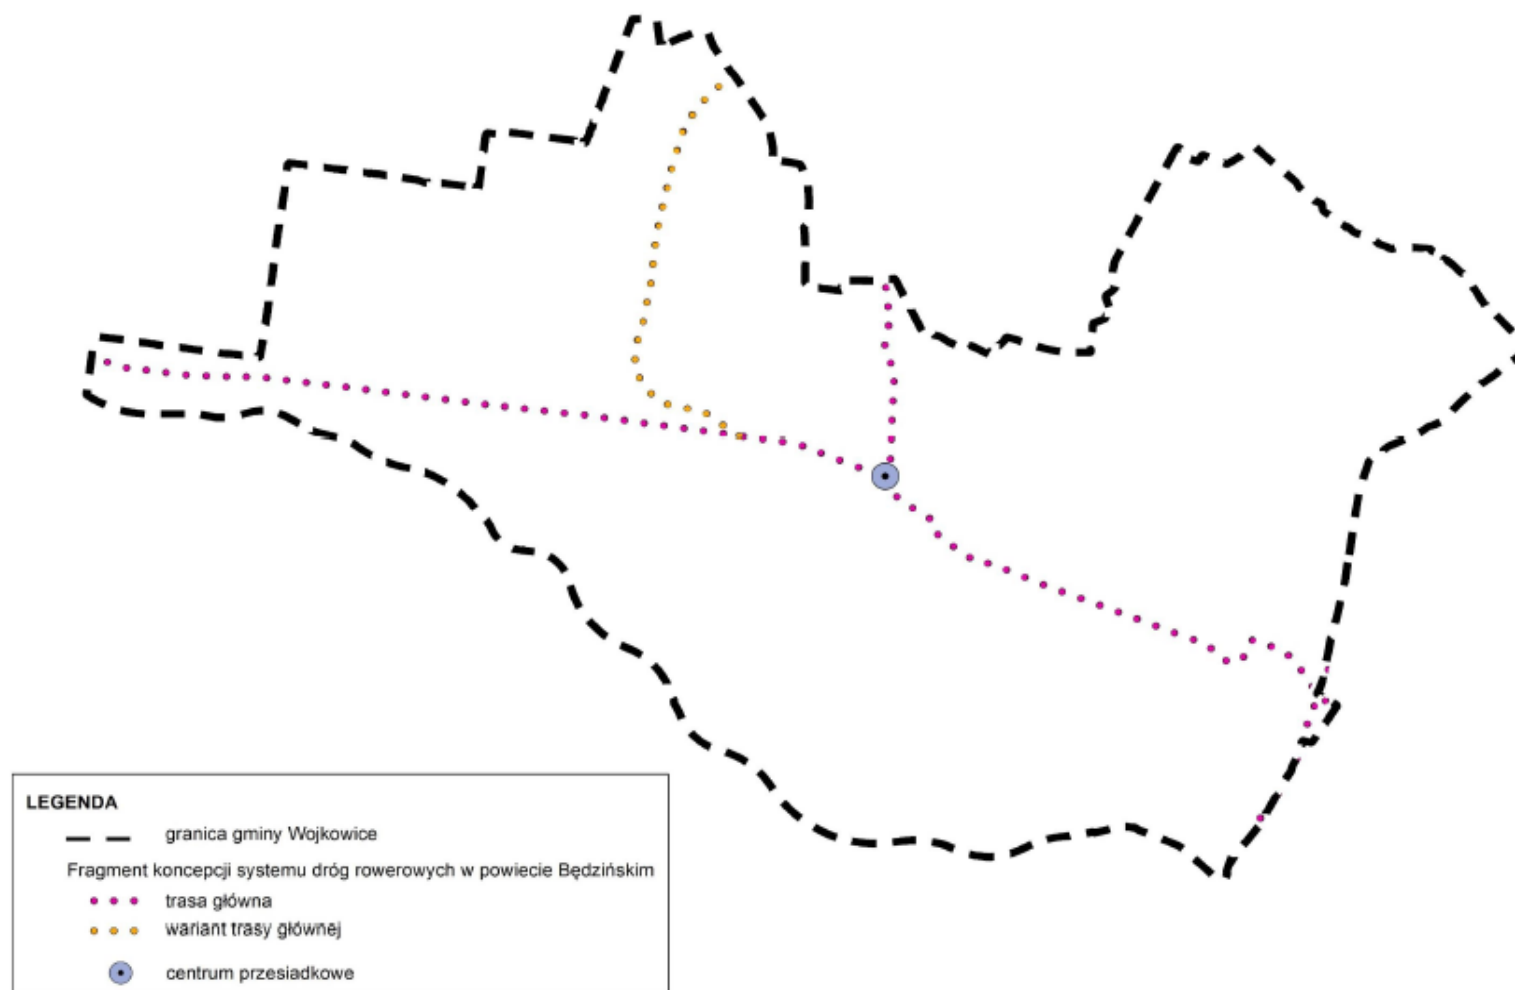 LEGENDA
granica gminy Wojkowice
Fragment koncepcji systemu dróg rowerowych w powiecie Będzińskim
trasa główna
wariant trasy głównej
centrum przesiadkowe